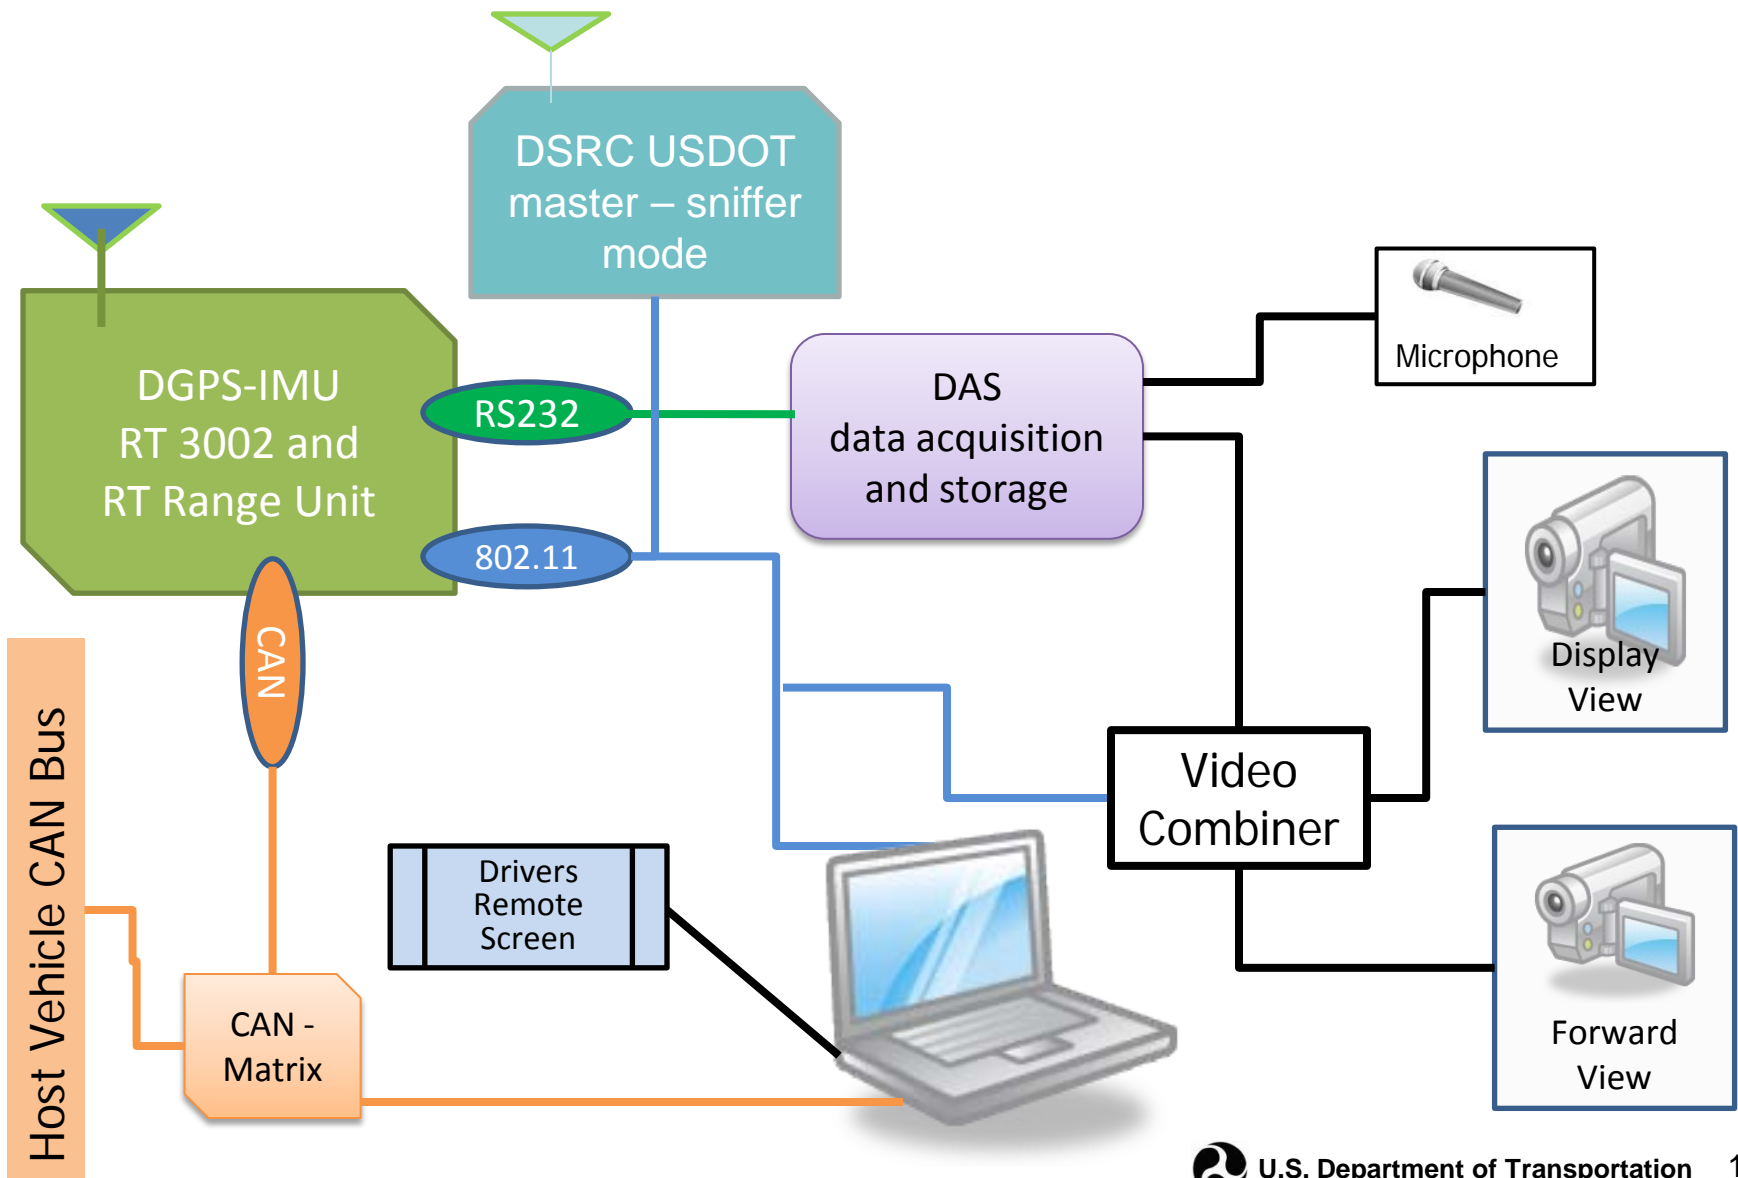 DSRC USDOT
master – sniffer
mode
DGPS-IMU
RT 3002 and
RT Range Unit
RS232
802.11
CAN
DAS
data acquisition
and storage
Microphone
Display
View
Video
Combiner
Forward
View
Drivers
Remote
Screen
Host Vehicle CAN Bus
CAN -
Matrix
U.S. Department of Transportation
1